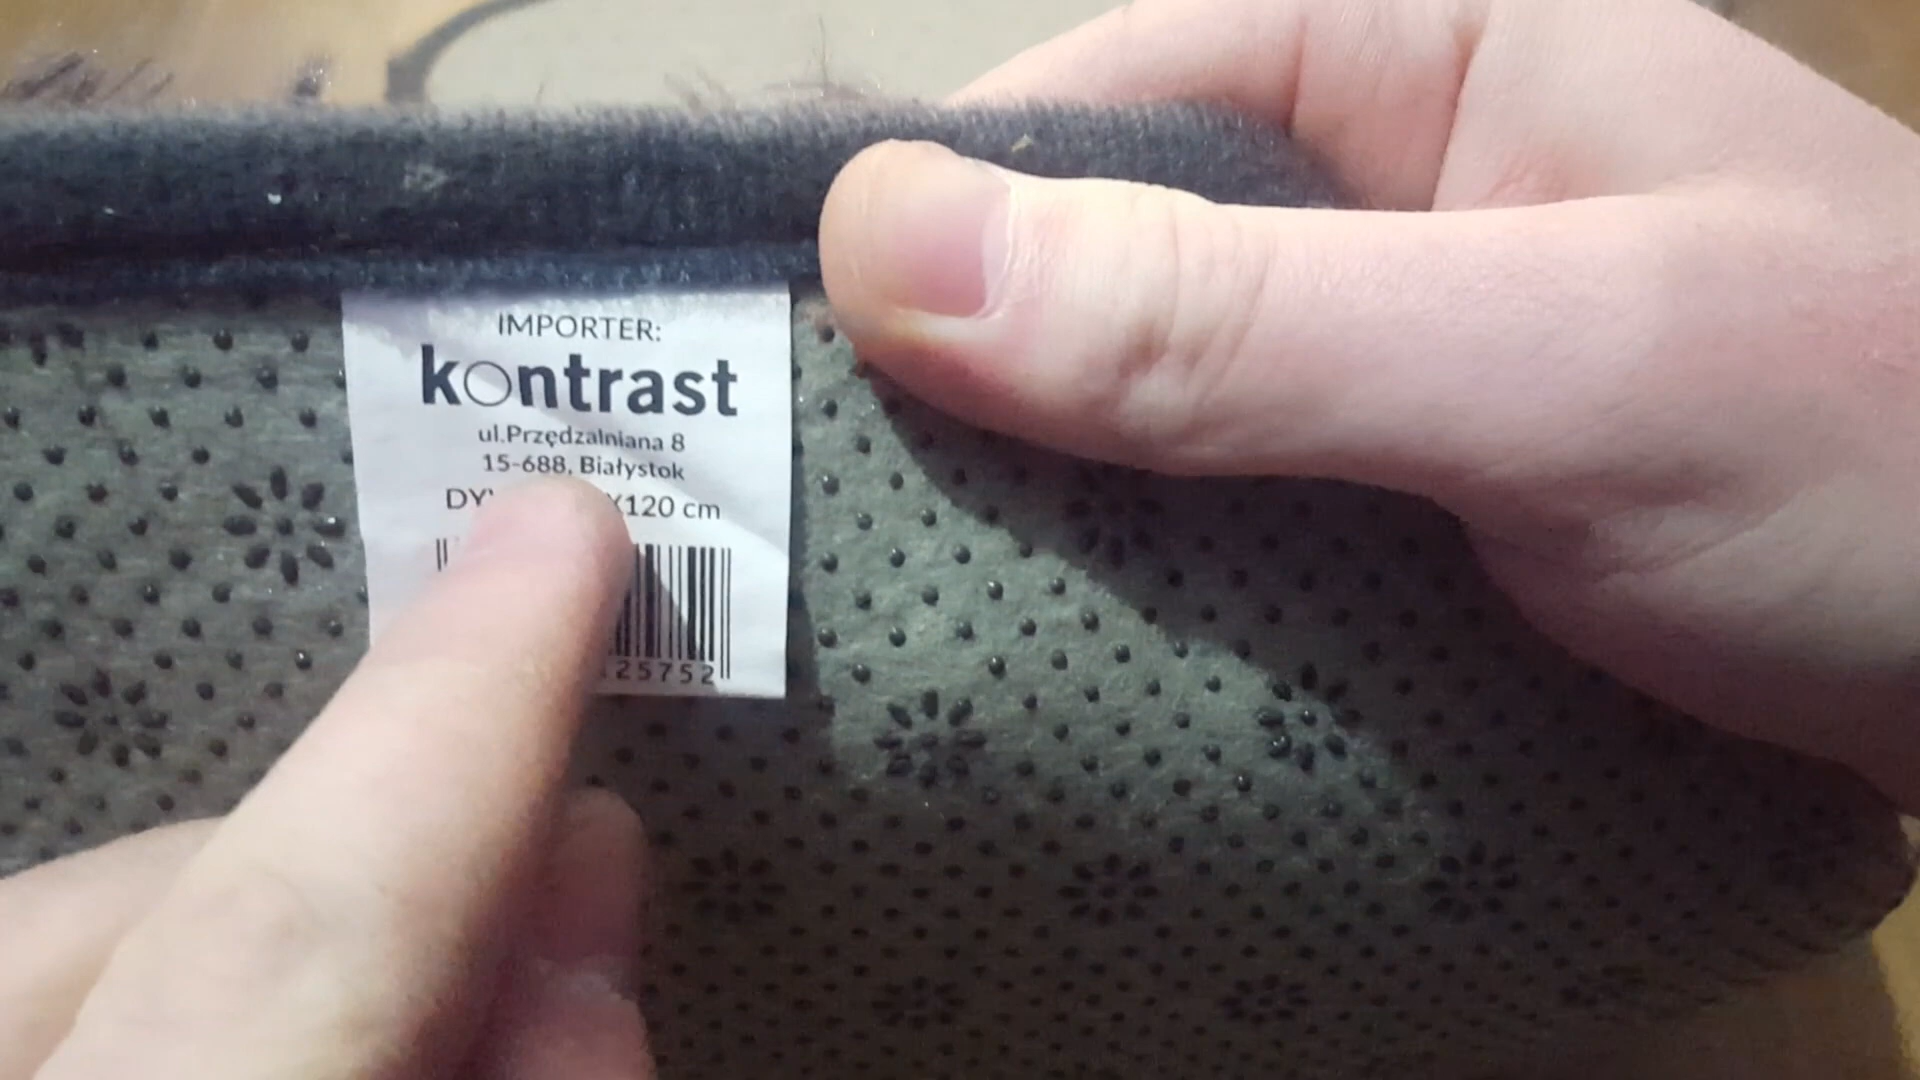 IMPORTER:
kontrast
ul.Przędzalniana 8
15-688, Białystok
X120 cm
25752